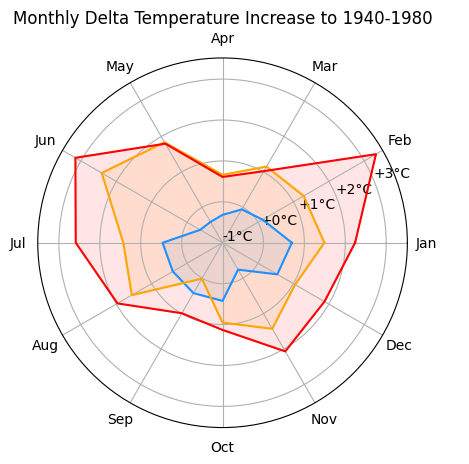 Monthly Delta Temperature Increase to 1940-1980
Apr
May
Mar
Jun
Feb
+3°C
+2°C
+1°C
+0°C
-1°C
Jul
Jan
Aug
Dec
Sep
Nov
Oct